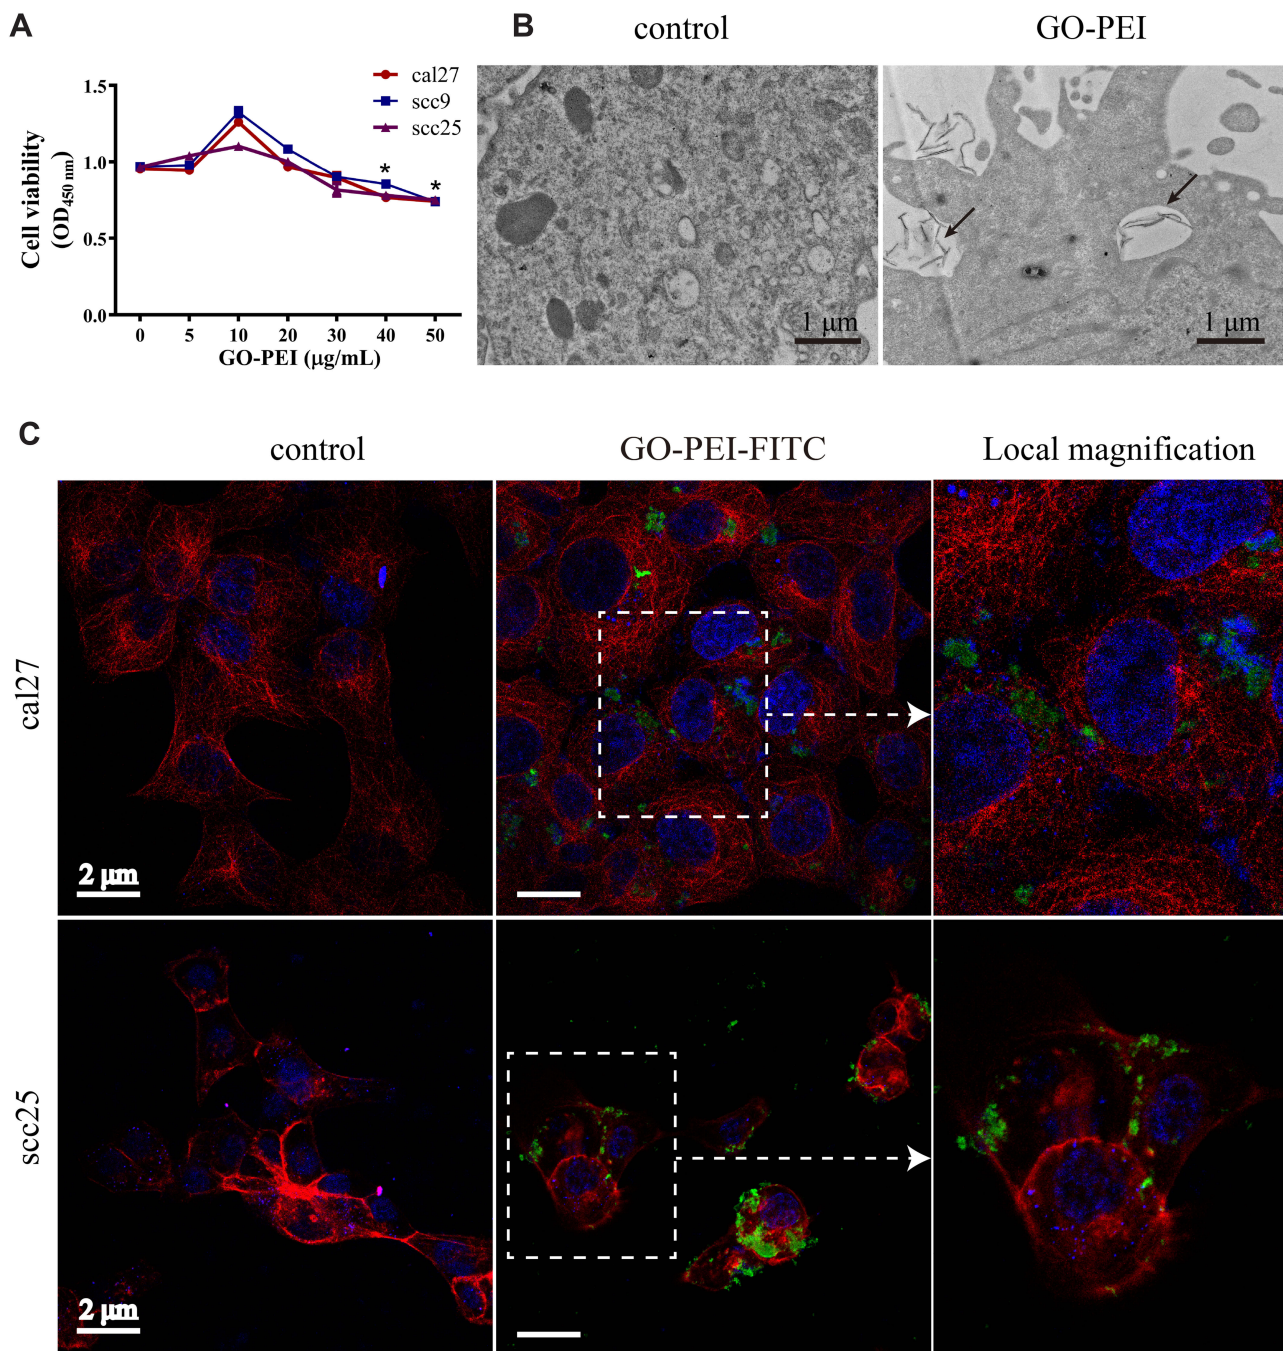 A
cal27
scc9
scc25
Cell viability
(OD450 nm)
1.5
1.0
0.5
0.0
*
*
0 5 10 20 30 40 50
GO-PEI (μg/mL)
B
control
GO-PEI
1 μm
1 μm
C
control
GO-PEI-FITC
Local magnification
cal27
2 μm
scc25
2 μm